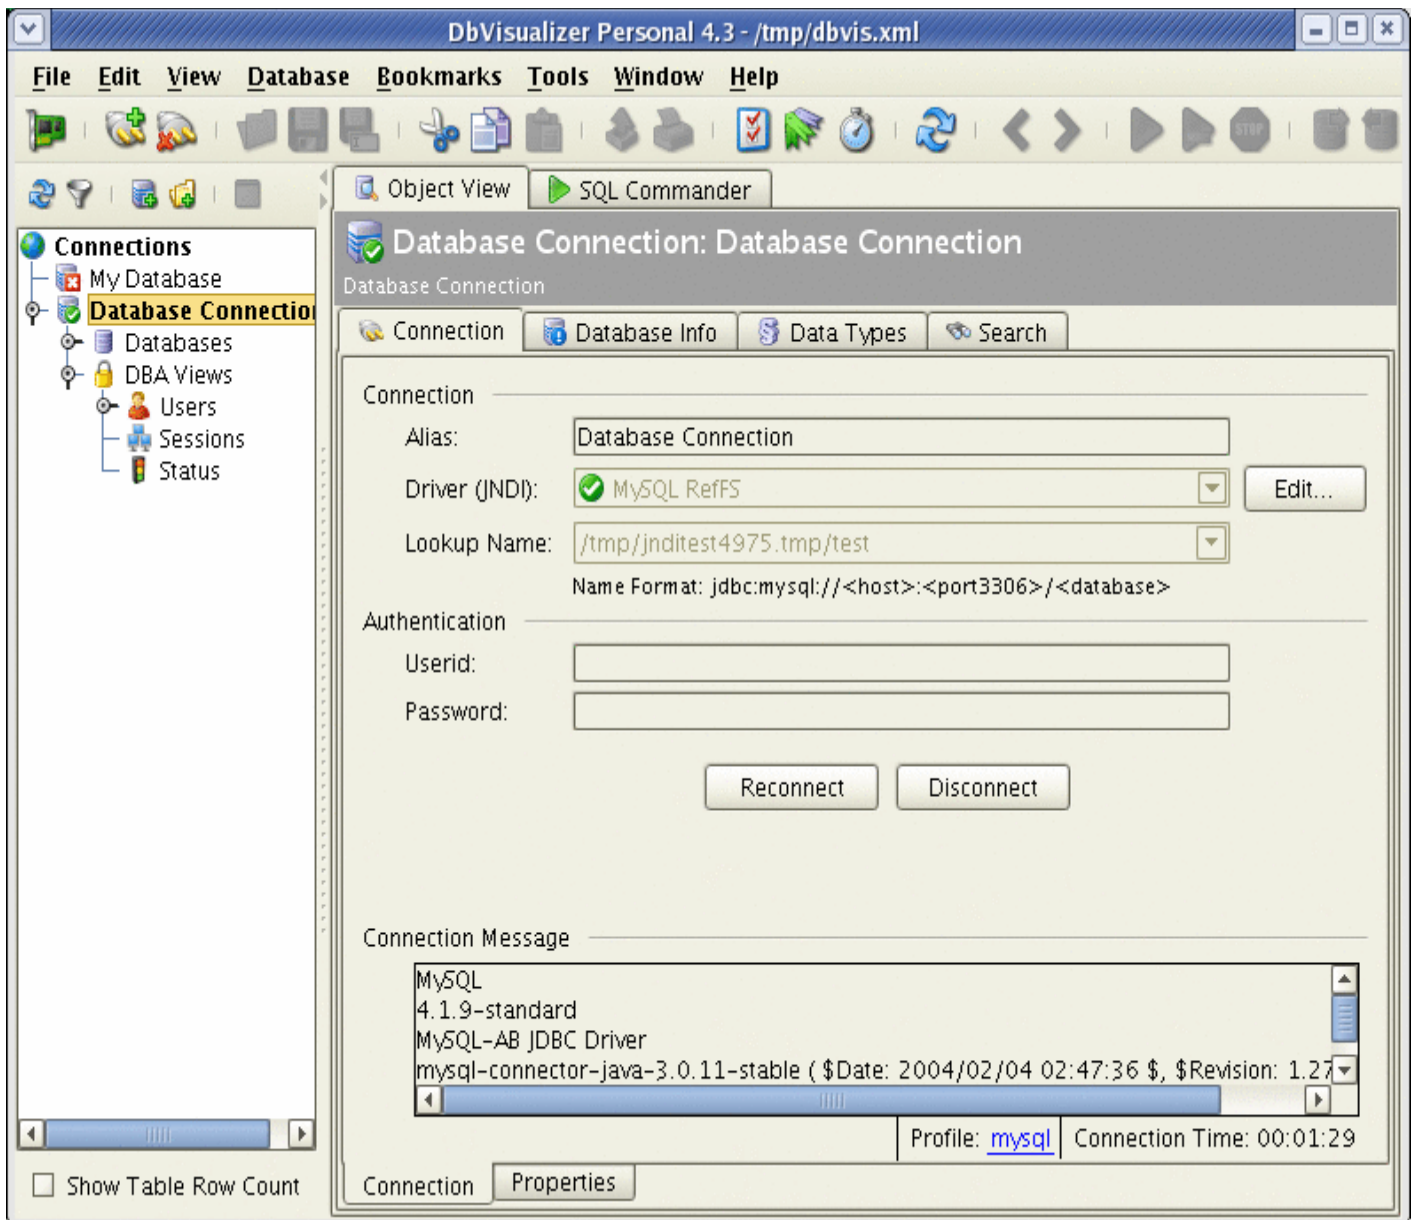 DbVisualizer Personal 4.3 - /tmp/dbvis.xml
File Edit View Database Bookmarks Tools Window Help
STOP
Object View SQL Commander
Connections
My Database
Database Connectio
Databases
DBA Views
Users
Sessions
Status
Show Table Row Count
Database Connection: Database Connection
Database Connection
Connection Database Info Data Types Search
Connection
Alias: Database Connection
Driver (JNDI): MySQL RefFS Edit...
Lookup Name: /tmp/jnditest4975.tmp/test
Name Format: jdbc:mysql://<host>:<port3306>/<database>
Authentication
Userid:
Password:
Reconnect Disconnect
Connection Message
MySQL
4.1.9-standard
MySQL-AB JDBC Driver
mysql-connector-java-3.0.11-stable ( $Date: 2004/02/04 02:47:36 $, $Revision: 1.27
Profile: mysql Connection Time: 00:01:29
Connection Properties